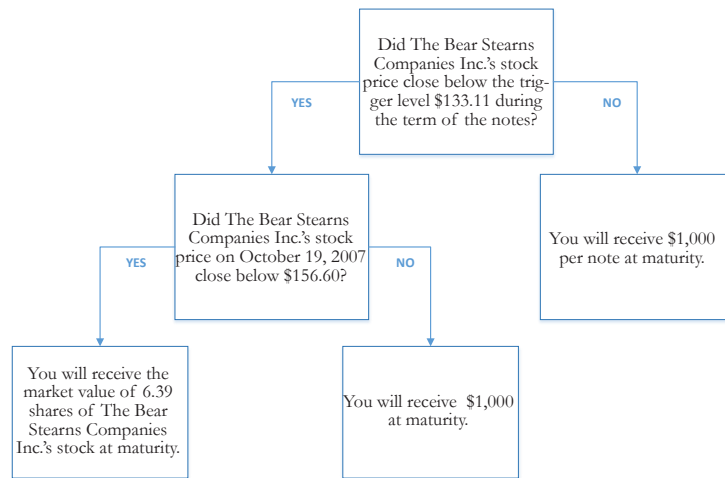 Did The Bear Stearns
Companies Inc.'s stock
price close below the trig-
ger level $133.11 during
the term of the notes?
YES
NO
Did The Bear Stearns
Companies Inc.'s stock
price on October 19, 2007
close below $156.60?
You will receive $1,000
per note at maturity.
YES
NO
You will receive the
market value of 6.39
shares of The Bear
Stearns Companies
Inc.'s stock at maturity.
You will receive $1,000
at maturity.